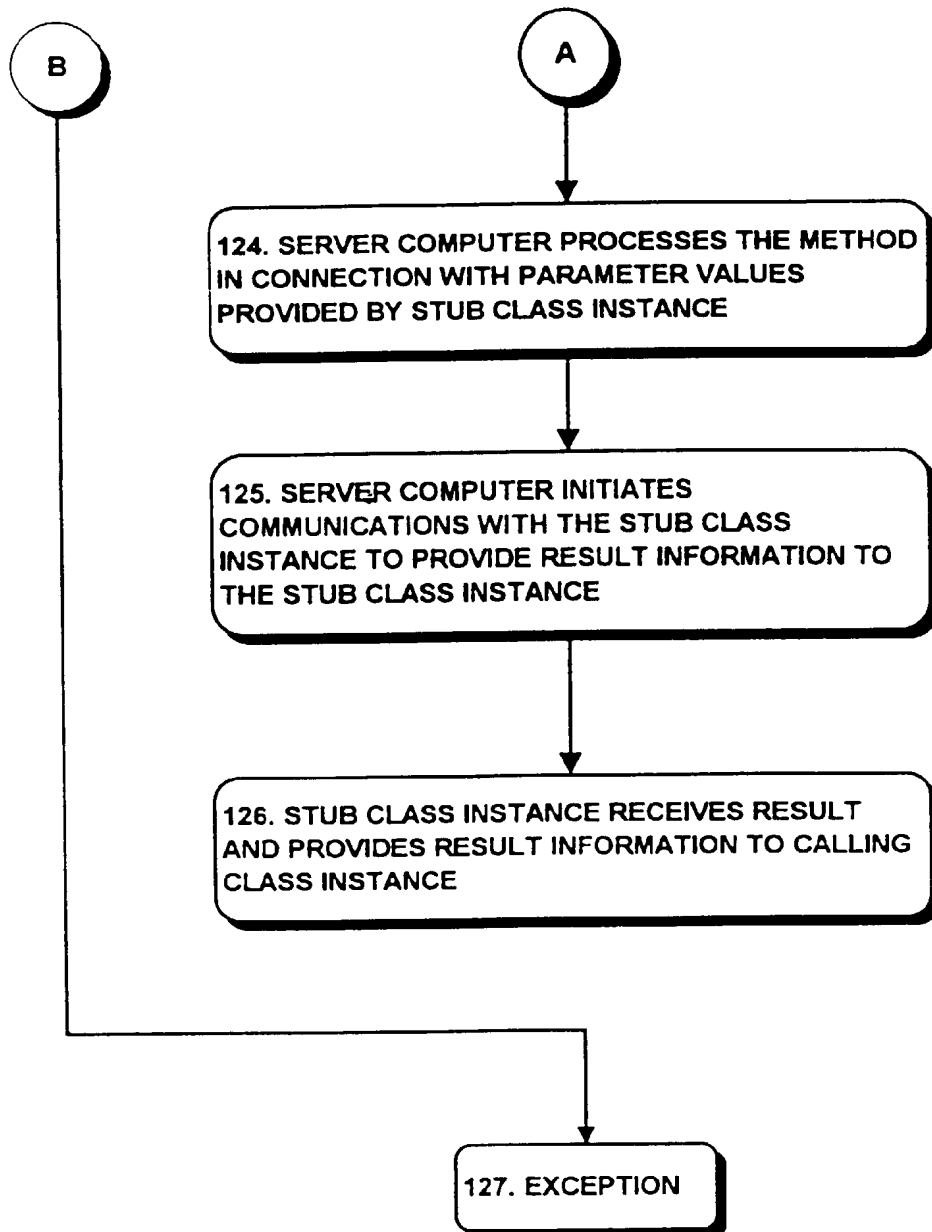 B
A
124. SERVER COMPUTER PROCESSES THE METHOD
IN CONNECTION WITH PARAMETER VALUES
PROVIDED BY STUB CLASS INSTANCE
125. SERVER COMPUTER INITIATES
COMMUNICATIONS WITH THE STUB CLASS
INSTANCE TO PROVIDE RESULT INFORMATION TO
THE STUB CLASS INSTANCE
126. STUB CLASS INSTANCE RECEIVES RESULT
AND PROVIDES RESULT INFORMATION TO CALLING
CLASS INSTANCE
127. EXCEPTION